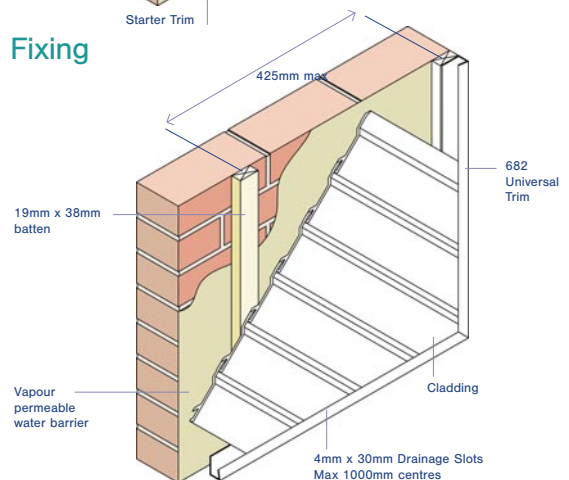 Starter Trim
Fixing
425mm max
682
Universal
Trim
19mm x 38mm
batten
Cladding
Vapour
permeable
water barrier
4mm x 30mm Drainage Slots
Max 1000mm centres